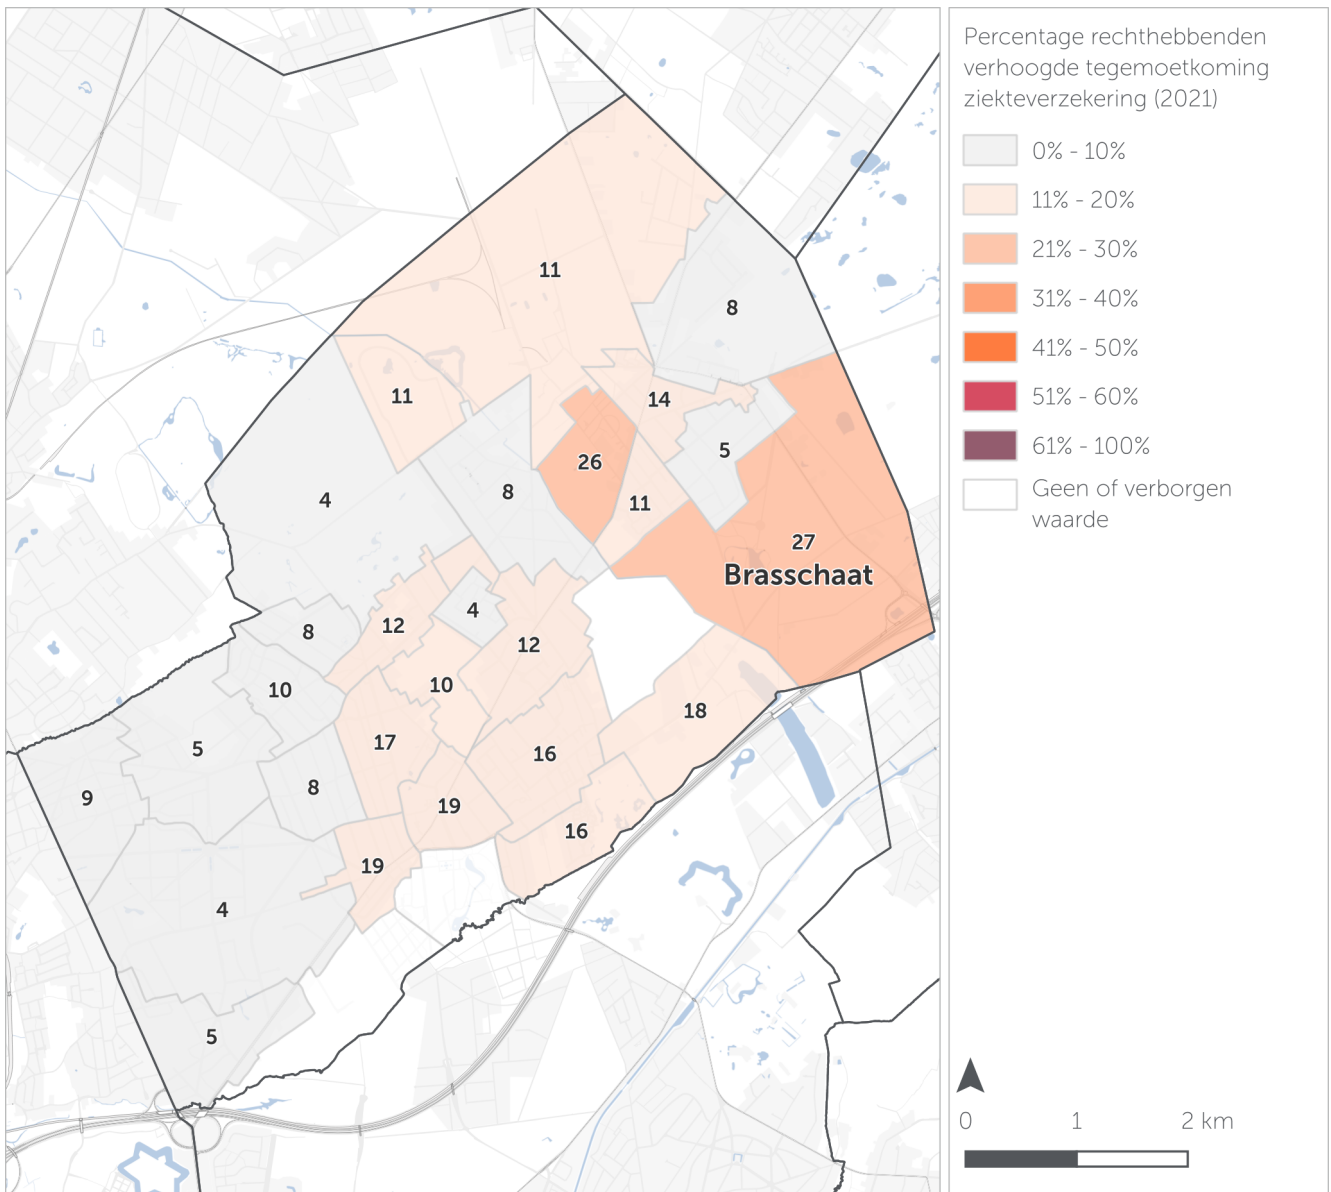 11
8
11
14
26
5
8
4
11
27
Brasschaat
4
12
8
12
10
10
18
17
5
16
8
9
19
16
19
4
5
Percentage rechthebbenden
verhoogde tegemoetkoming
ziekteverzekering (2021)
0% - 10%
11% - 20%
21% - 30%
31% - 40%
41% - 50%
51% - 60%
61% - 100%
Geen of verborgen
waarde
0 1 2 km